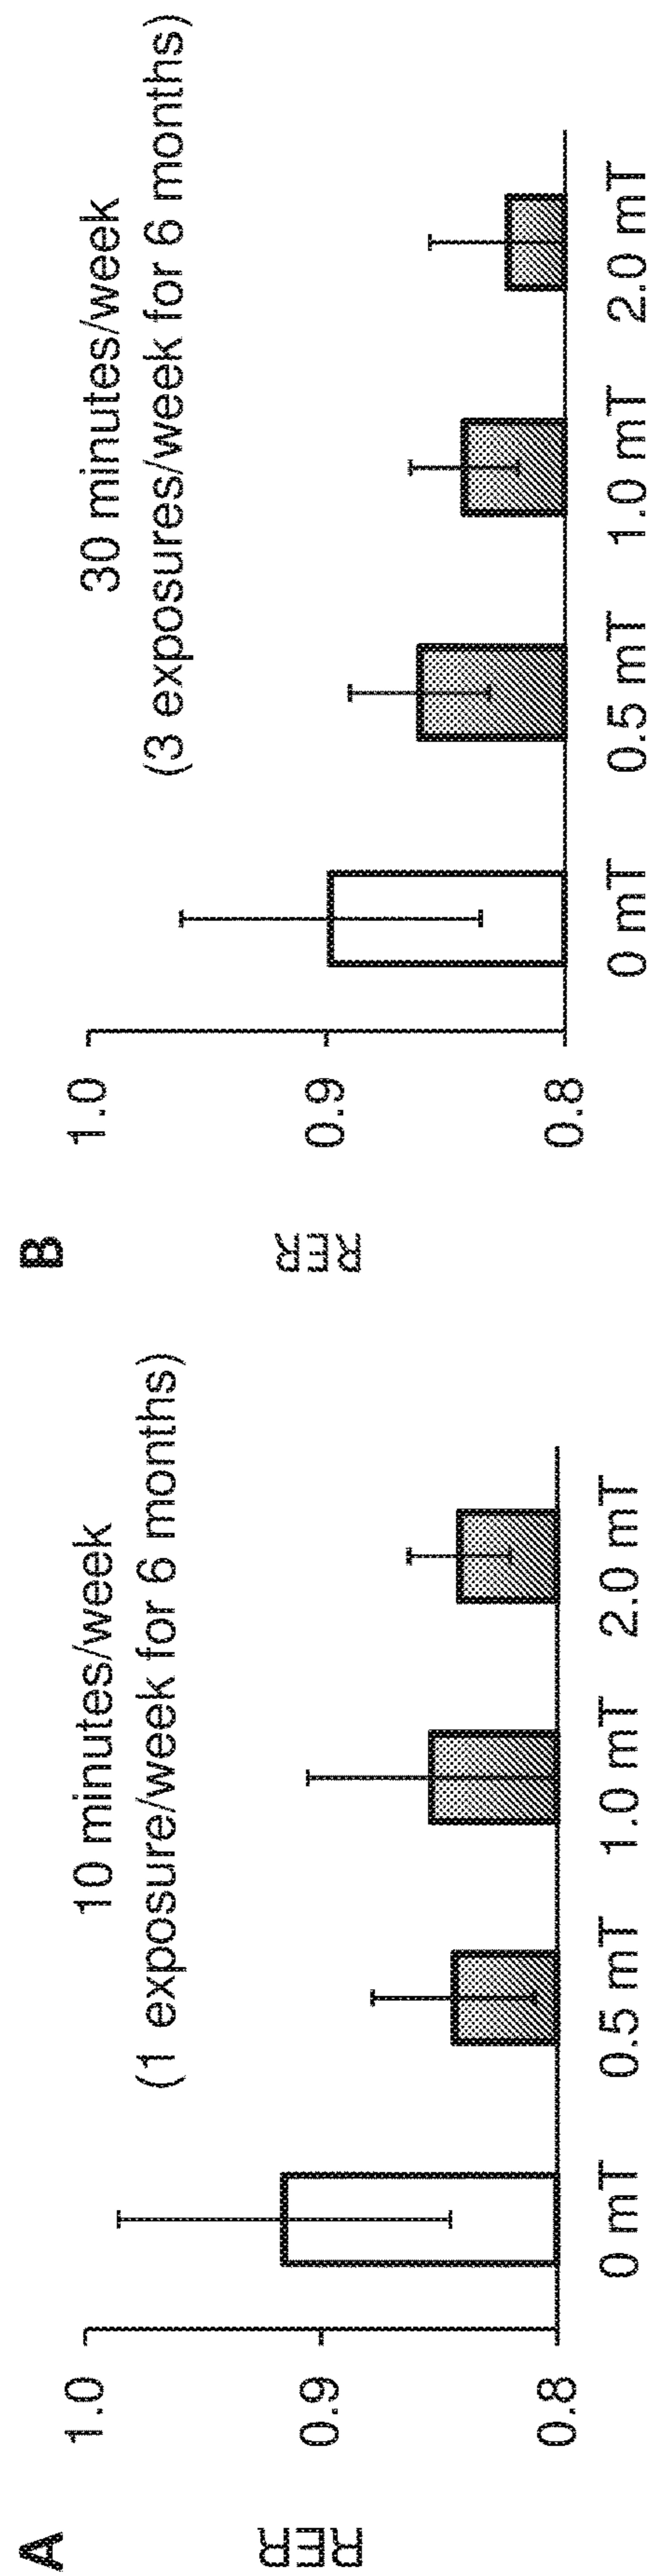 A
10 minutes/week
(1 exposure/week for 6 months)
1.0
0.9
0.8
RER
0 mT
0.5 mT
1.0 mT
2.0 mT
B
30 minutes/week
(3 exposures/week for 6 months)
1.0
0.9
0.8
RER
0 mT
0.5 mT
1.0 mT
2.0 mT